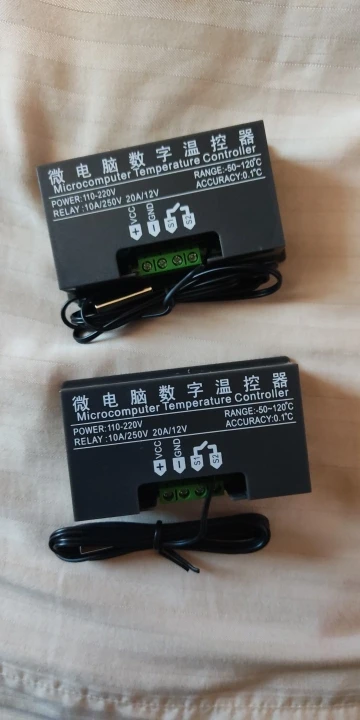 微电脑数字温控器
Microcomputer Temperature Controller
POWER:110-220V RANGE:-50~120℃
RELAY :10A/250V 20A/12V ACCURACY:0.1℃
+VCC
-GND
S1
S2
微电脑数字温控器
Microcomputer Temperature Controller
POWER:110-220V RANGE:-50~120℃
RELAY :10A/250V 20A/12V ACCURACY:0.1℃
+VCC
-GND
S1
S2